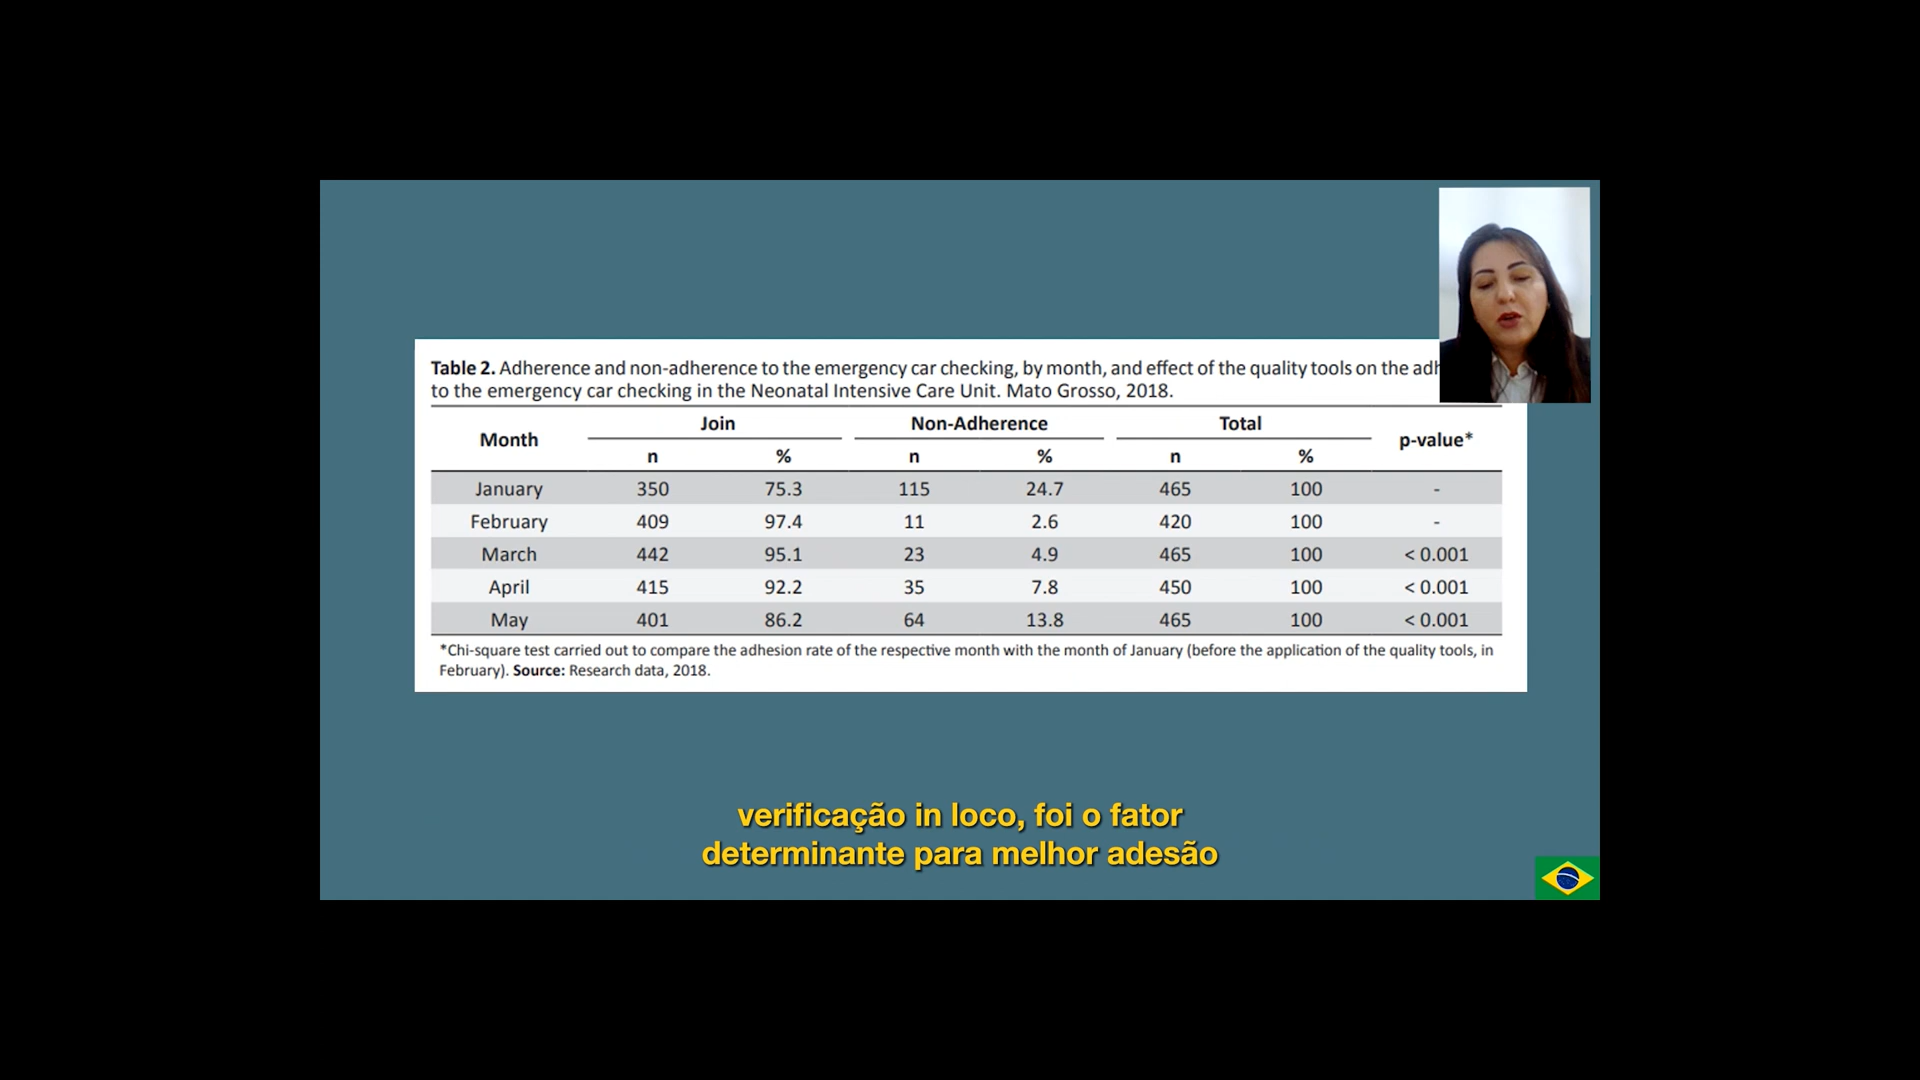 Table 2. Adherence and non-adherence to the emergency car checking, by month, and effect of the quality tools on the
to the emergency car checking in the Neonatal Intensive Care Unit. Mato Grosso, 2018.
Month Join Non-Adherence Total p-value*
n % n % n %
January 350 75.3 115 24.7 465 100 -
February 409 97.4 11 2.6 420 100 -
March 442 95.1 23 4.9 465 100 < 0.001
April 415 92.2 35 7.8 450 100 < 0.001
May 401 86.2 64 13.8 465 100 < 0.001
*Chi-square test carried out to compare the adhesion rate of the respective month with the month of January (before the application of the quality tools, in
February). Source: Research data, 2018.
verificação in loco, foi o fator
determinante para melhor adesão